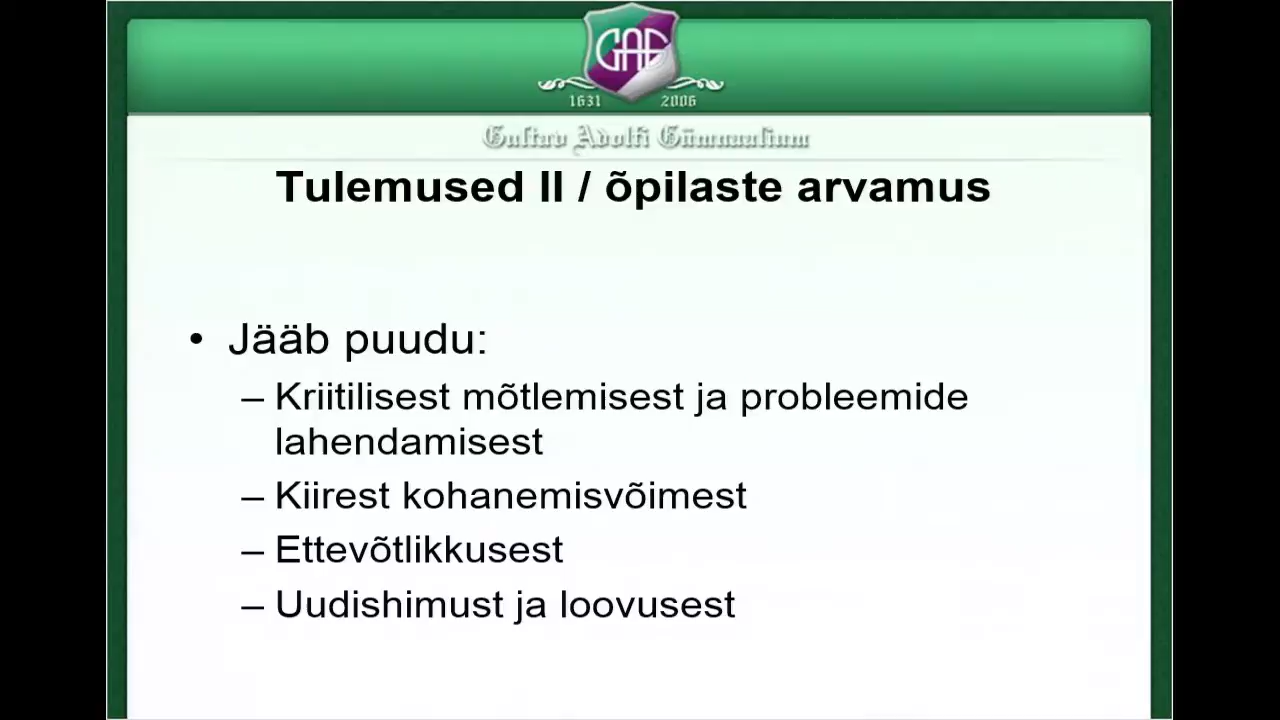 GAG
1631 2006
Gustav Adolfi Gümnaasium
Tulemused II / õpilaste arvamus
• Jääb puudu:
– Kriitilisest mõtlemisest ja probleemide
lahendamisest
– Kiirest kohanemisvõimest
– Ettevõtlikkusest
– Uudishimust ja loovusest